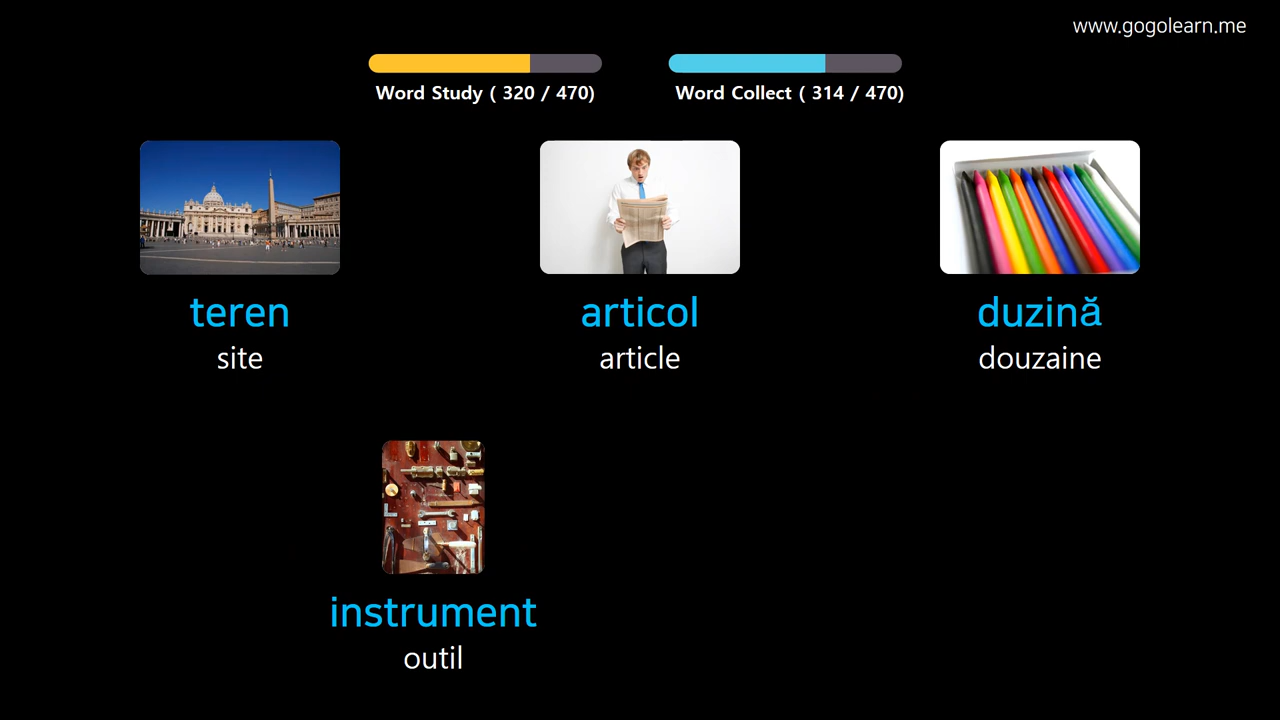 www.gogolearn.me
Word Study ( 320 / 470)
Word Collect ( 314 / 470)
teren
site
articol
article
duzină
douzaine
instrument
outil